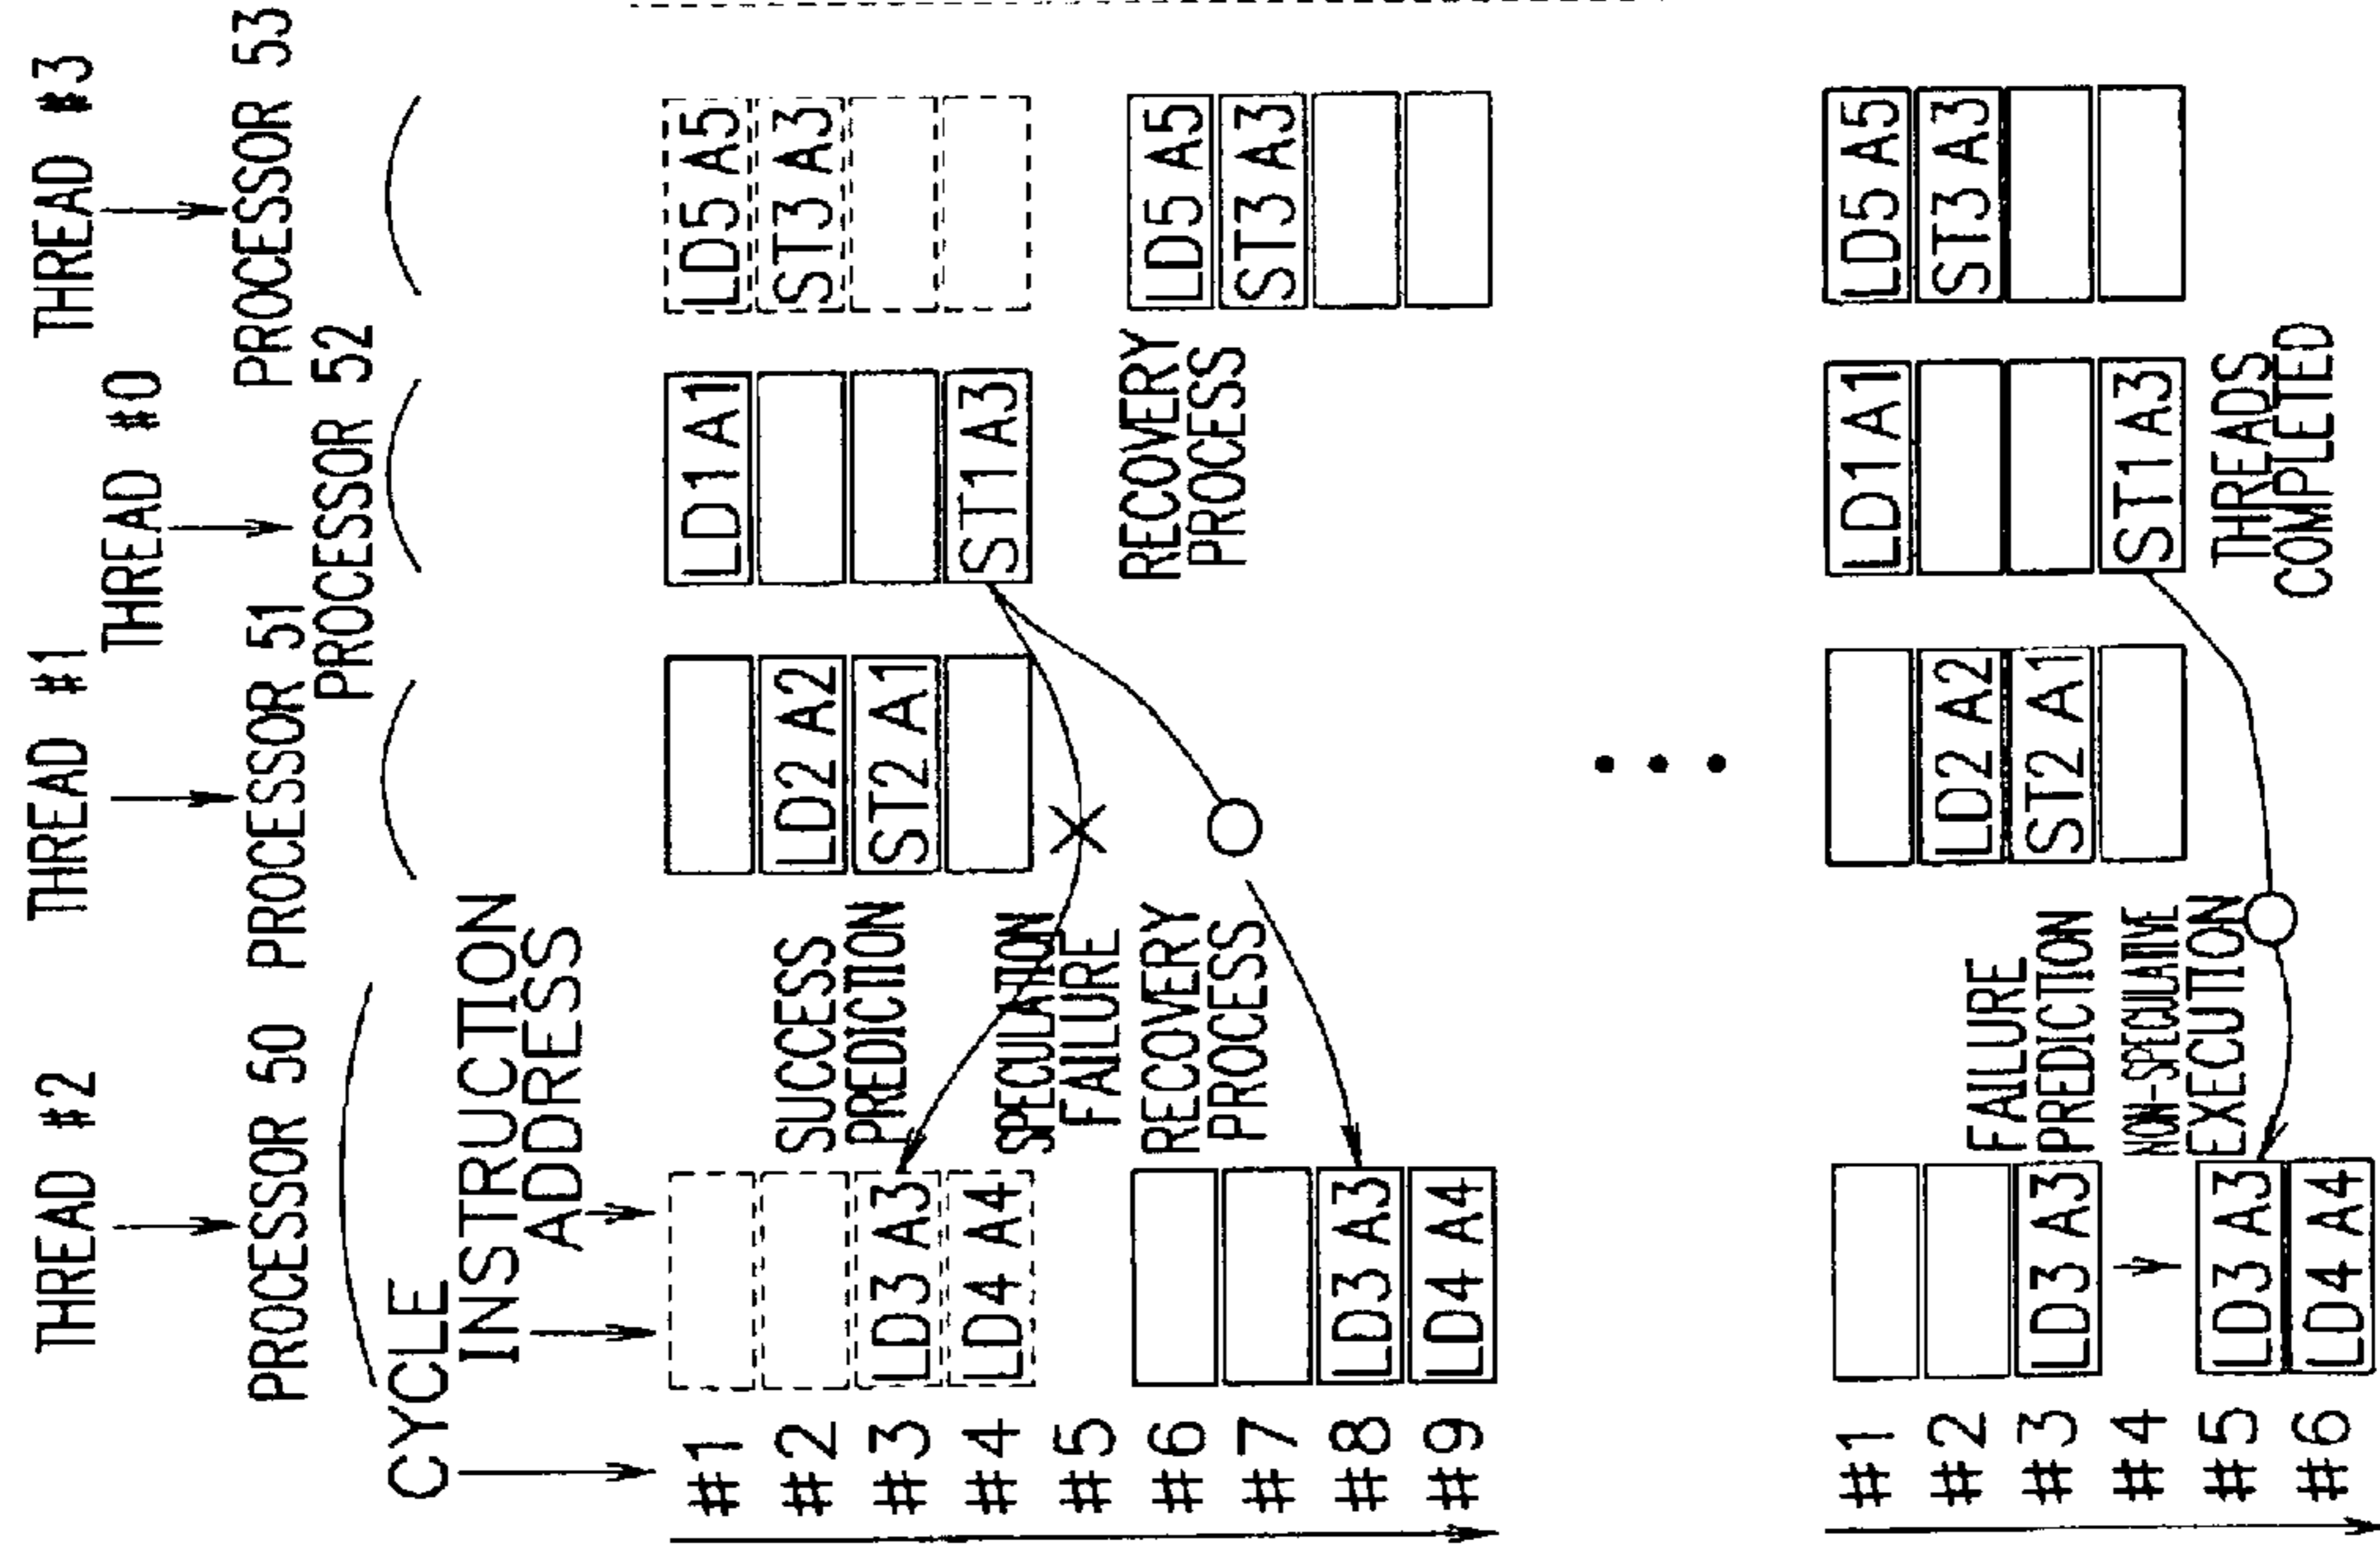 THREAD #2
THREAD #1
THREAD #0
THREAD #3
PROCESSOR 50
PROCESSOR 51
PROCESSOR 52
PROCESSOR 53
CYCLE
INSTRUCTION
ADDRESS
#1
LD1 A1
LD5 A5
#2
SUCCESS
PREDICTION
LD2 A2
ST3 A3
#3
LD3 A3
ST2 A1
#4
LD4 A4
SPECULATION
FAILURE
ST1 A3
#5
#6
RECOVERY
PROCESS
RECOVERY
PROCESS
LD5 A5
#7
ST3 A3
#8
LD3 A3
#9
LD4 A4
#1
LD1 A1
LD5 A5
#2
LD2 A2
ST3 A3
#3
LD3 A3
FAILURE
PREDICTION
ST2 A1
#4
NON-SPECULATIVE
EXECUTION
ST1 A3
#5
LD3 A3
THREADS
COMPLETED
#6
LD4 A4